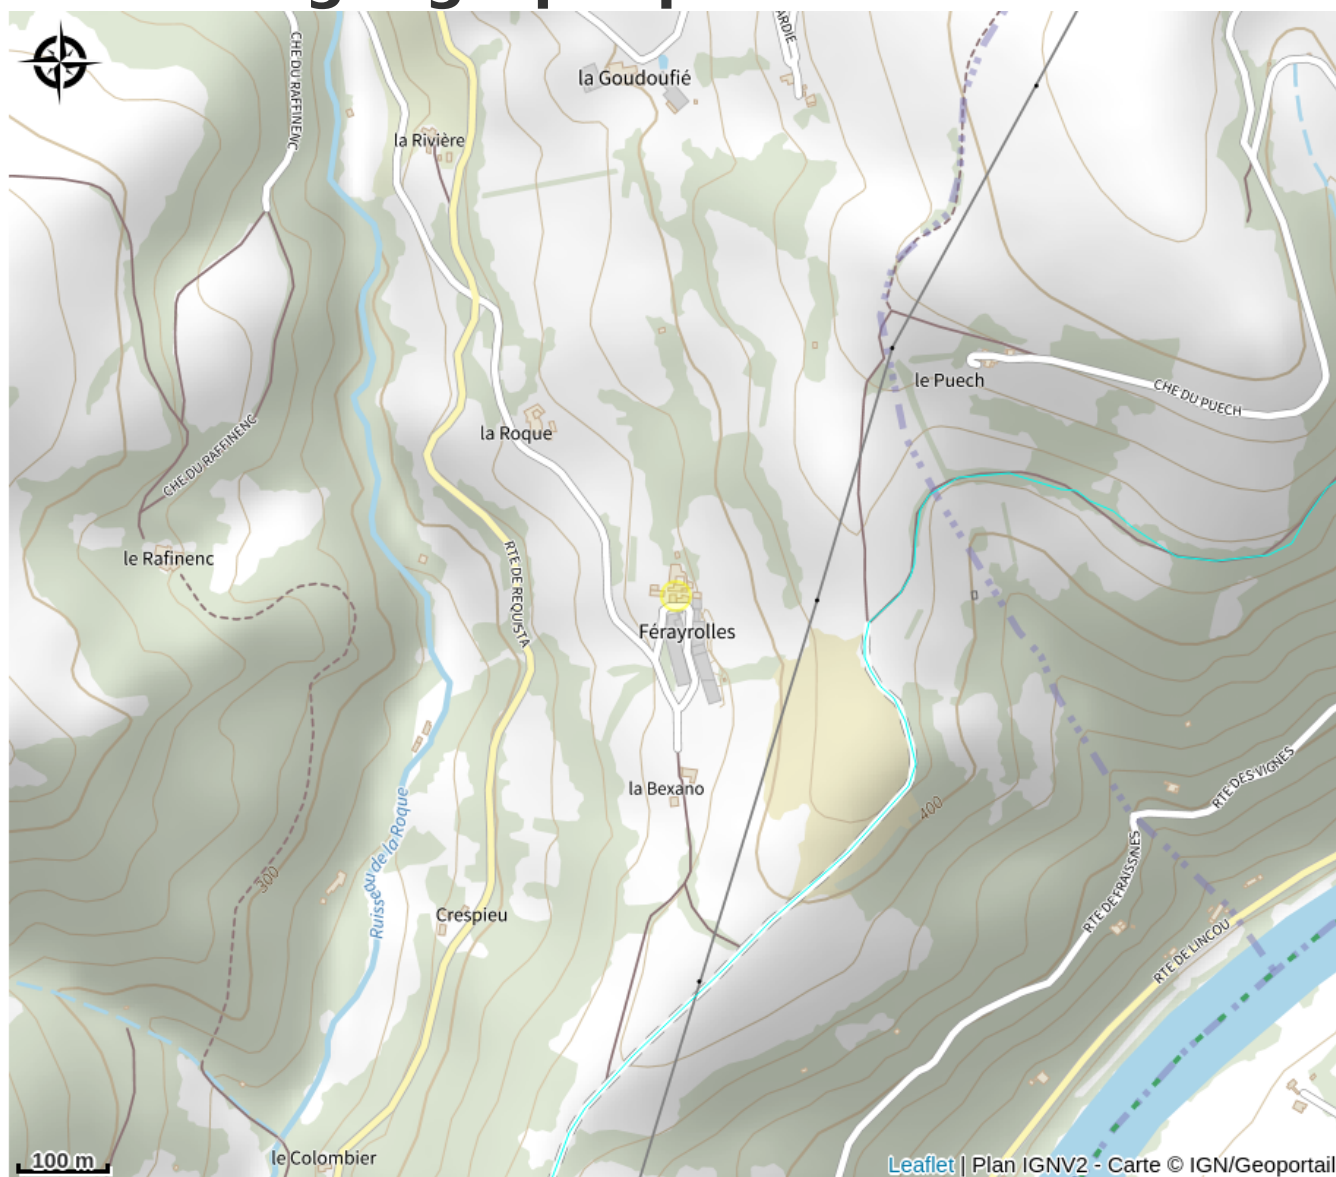 CHE DU RAFFINENC
ARDIE
la Goudoufié
la Rivière
le Puech
CHE DU PUECH
la Roque
CHE DU RAFFINENC
le Rafinenc
RTE DE REQUISTA
Férayrolles
la Bexano
400
RTE DES VIGNES
Ruisseau de la Roque
300
RTE DE FRAISSINES
Crespieu
RTE DE LINCOU
le Colombier
100 m
Leaflet | Plan IGNV2 - Carte © IGN/Geoportail